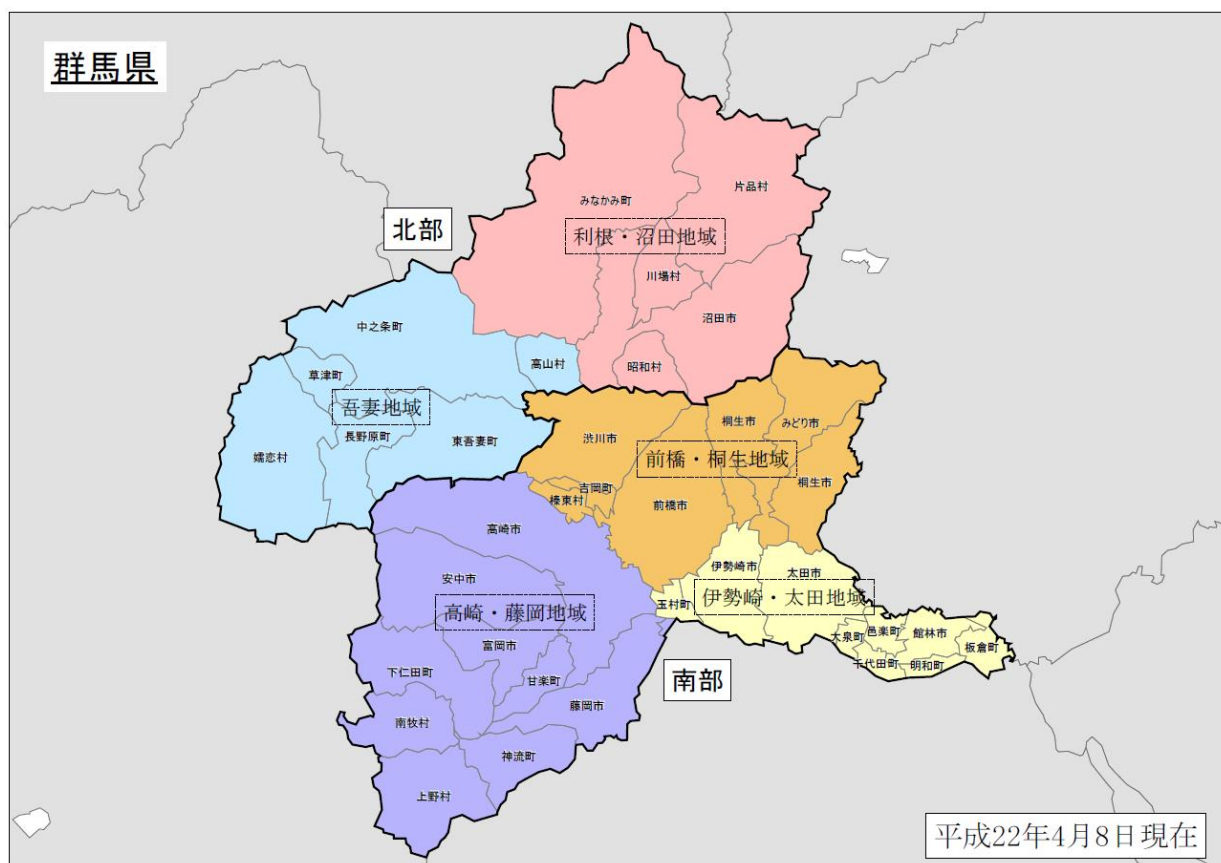 群馬県
みなかみ町
片品村
北部
利根・沼田地域
川場村
沼田市
中之条町
高山村
昭和村
草津町
吾妻地域
長野原町
東吾妻町
嬬恋村
渋川市
桐生市
みどり市
前橋・桐生地域
桐生市
吉岡町
榛東村
前橋市
高崎市
安中市
伊勢崎市
太田市
高崎・藤岡地域
玉村町
伊勢崎・太田地域
富岡市
大泉町
邑楽町
館林市
板倉町
千代田町
明和町
下仁田町
甘楽町
南部
藤岡市
南牧村
神流町
上野村
平成22年4月8日現在